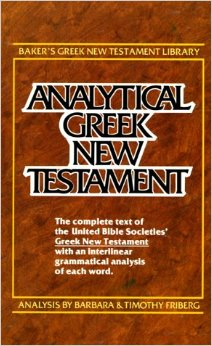 BAKER'S GREEK NEW TESTAMENT LIBRARY
ANALYTICAL
GREEK
NEW
TESTAMENT
The complete text of
the United Bible Societies'
Greek New Testament
with an interlinear
grammatical analysis
of each word.
ANALYSIS BY BARBARA & TIMOTHY FRIBERG